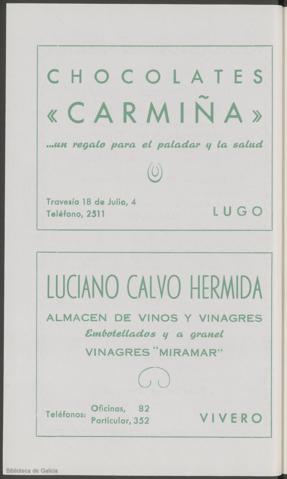 CHOCOLATES
«CARMIÑA»
...un regalo para el paladar y la salud
Travesía 18 de Julio, 4
Teléfono, 2511
LUGO
LUCIANO CALVO HERMIDA
ALMACEN DE VINOS Y VINAGRES
Embotellados y a granel
VINAGRES "MIRAMAR"
Teléfonos: Oficinas, 82
Particular, 352
VIVERO
Biblioteca de Galicia